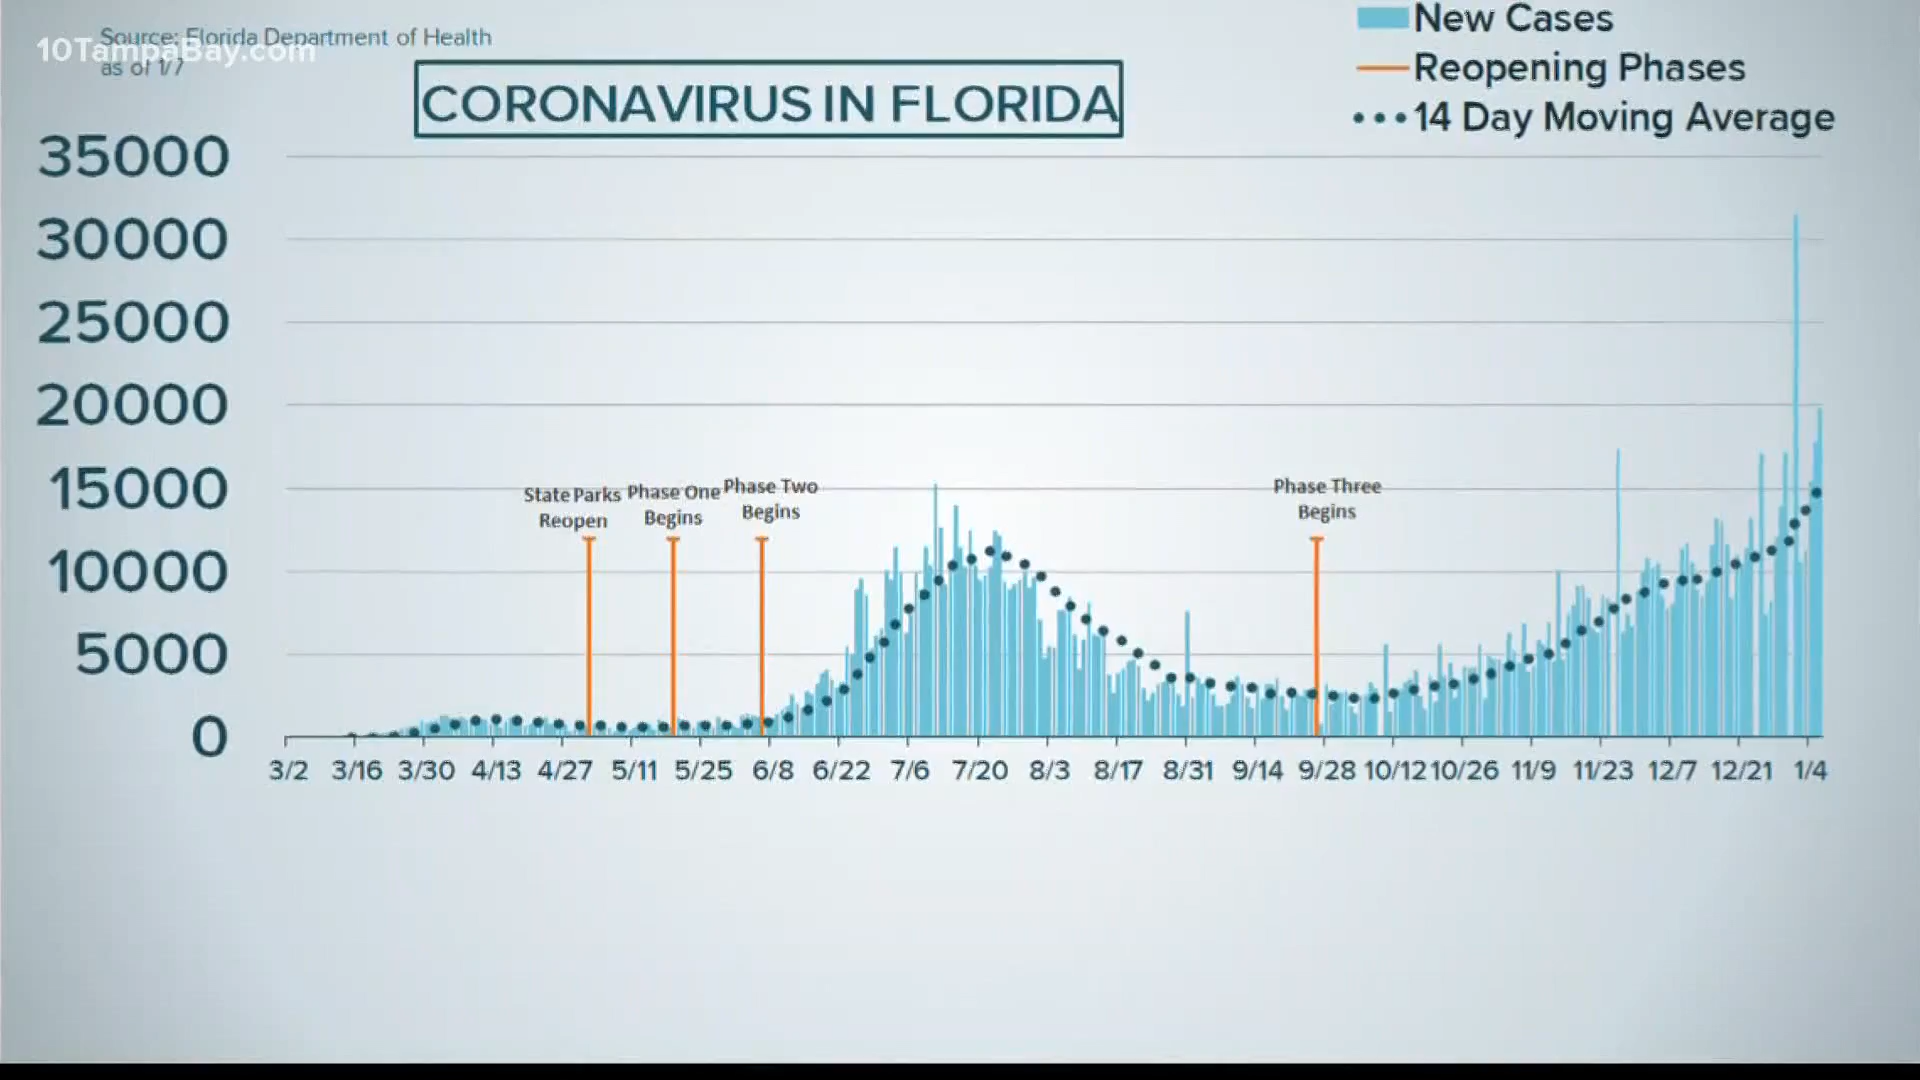 Source: Florida Department of Health
10TampaBay.com
as of 1/7
CORONAVIRUS IN FLORIDA
New Cases
Reopening Phases
14 Day Moving Average
35000
30000
25000
20000
15000
10000
5000
0
State Parks
Reopen
Phase One
Begins
Phase Two
Begins
Phase Three
Begins
3/2 3/16 3/30 4/13 4/27 5/11 5/25 6/8 6/22 7/6 7/20 8/3 8/17 8/31 9/14 9/28 10/12 10/26 11/9 11/23 12/7 12/21 1/4